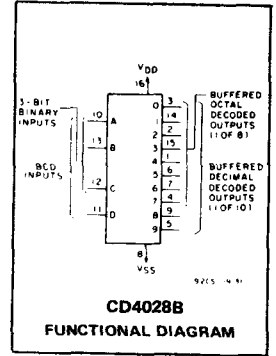 VDD
16
3-BIT
BINARY
INPUTS
BCD
INPUTS
10 A
13 B
12 C
11 D
0 3
1 14
2 2
3 15
4 1
5 6
6 7
7 4
8 9
9 5
BUFFERED
OCTAL
DECODED
OUTPUTS
(1 OF 8)
BUFFERED
DECIMAL
DECODED
OUTPUTS
(1 OF 10)
8
VSS
CD4028B
FUNCTIONAL DIAGRAM